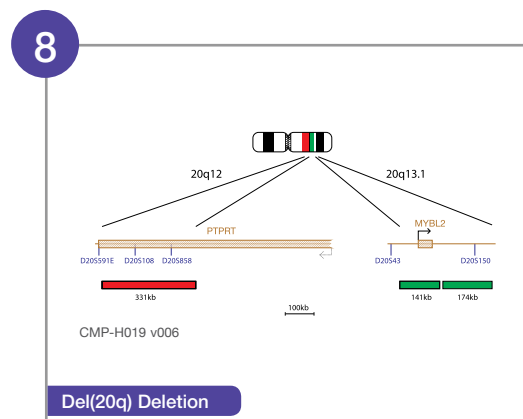 8
20q12
20q13.1
PTPRT
MYBL2
D20S591E D20S108 D20S858
D20S43
D20S150
331kb
141kb
174kb
100kb
CMP-H019 v006
Del(20q) Deletion